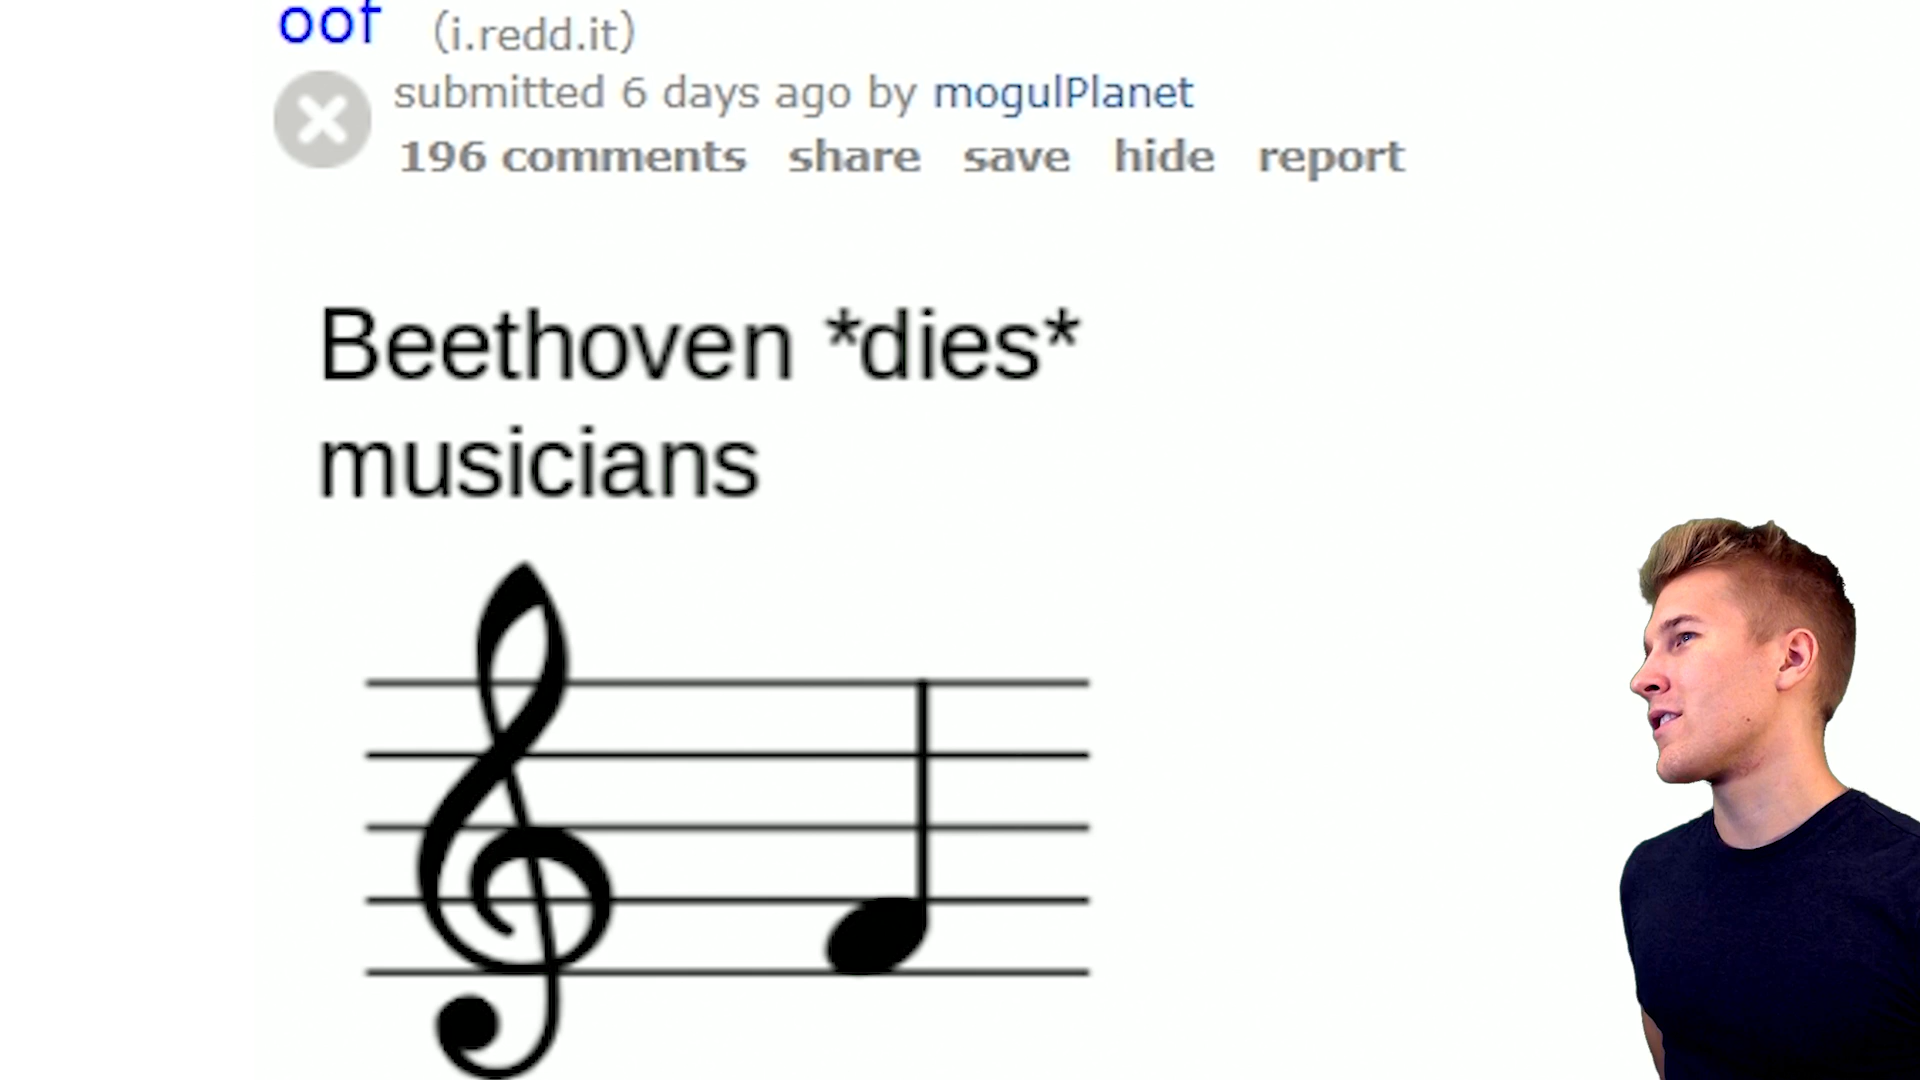 oof (i.redd.it)
submitted 6 days ago by mogulPlanet
196 comments share save hide report
Beethoven *dies*
musicians